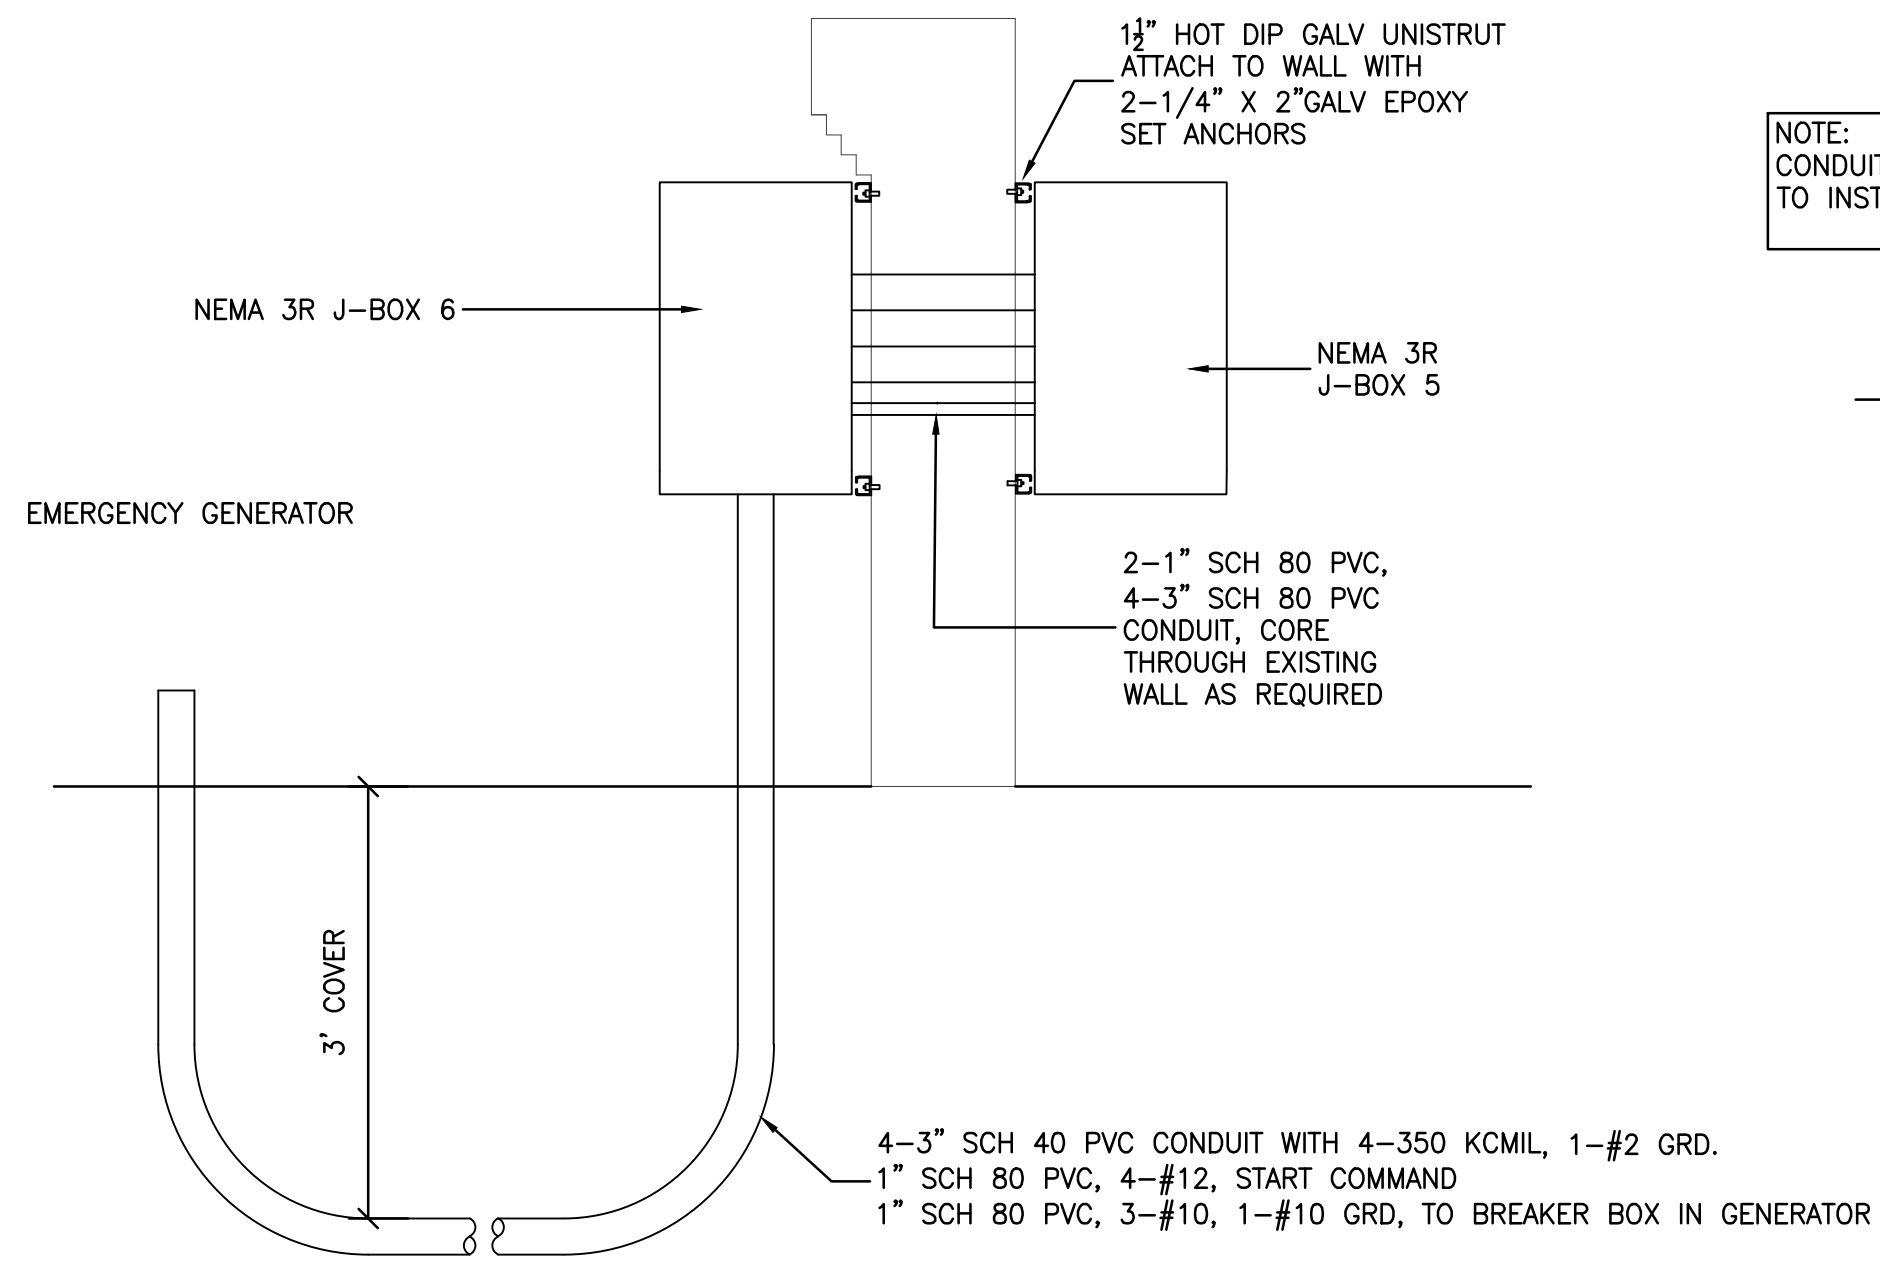 1½” HOT DIP GALV UNISTRUT
ATTACH TO WALL WITH
2-1/4” X 2”GALV EPOXY
SET ANCHORS
NOTE:
CONDUIT
TO INST
NEMA 3R J-BOX 6
NEMA 3R
J-BOX 5
EMERGENCY GENERATOR
2-1” SCH 80 PVC,
4-3” SCH 80 PVC
CONDUIT, CORE
THROUGH EXISTING
WALL AS REQUIRED
3’ COVER
4-3” SCH 40 PVC CONDUIT WITH 4-350 KCMIL, 1-#2 GRD.
1” SCH 80 PVC, 4-#12, START COMMAND
1” SCH 80 PVC, 3-#10, 1-#10 GRD, TO BREAKER BOX IN GENERATOR